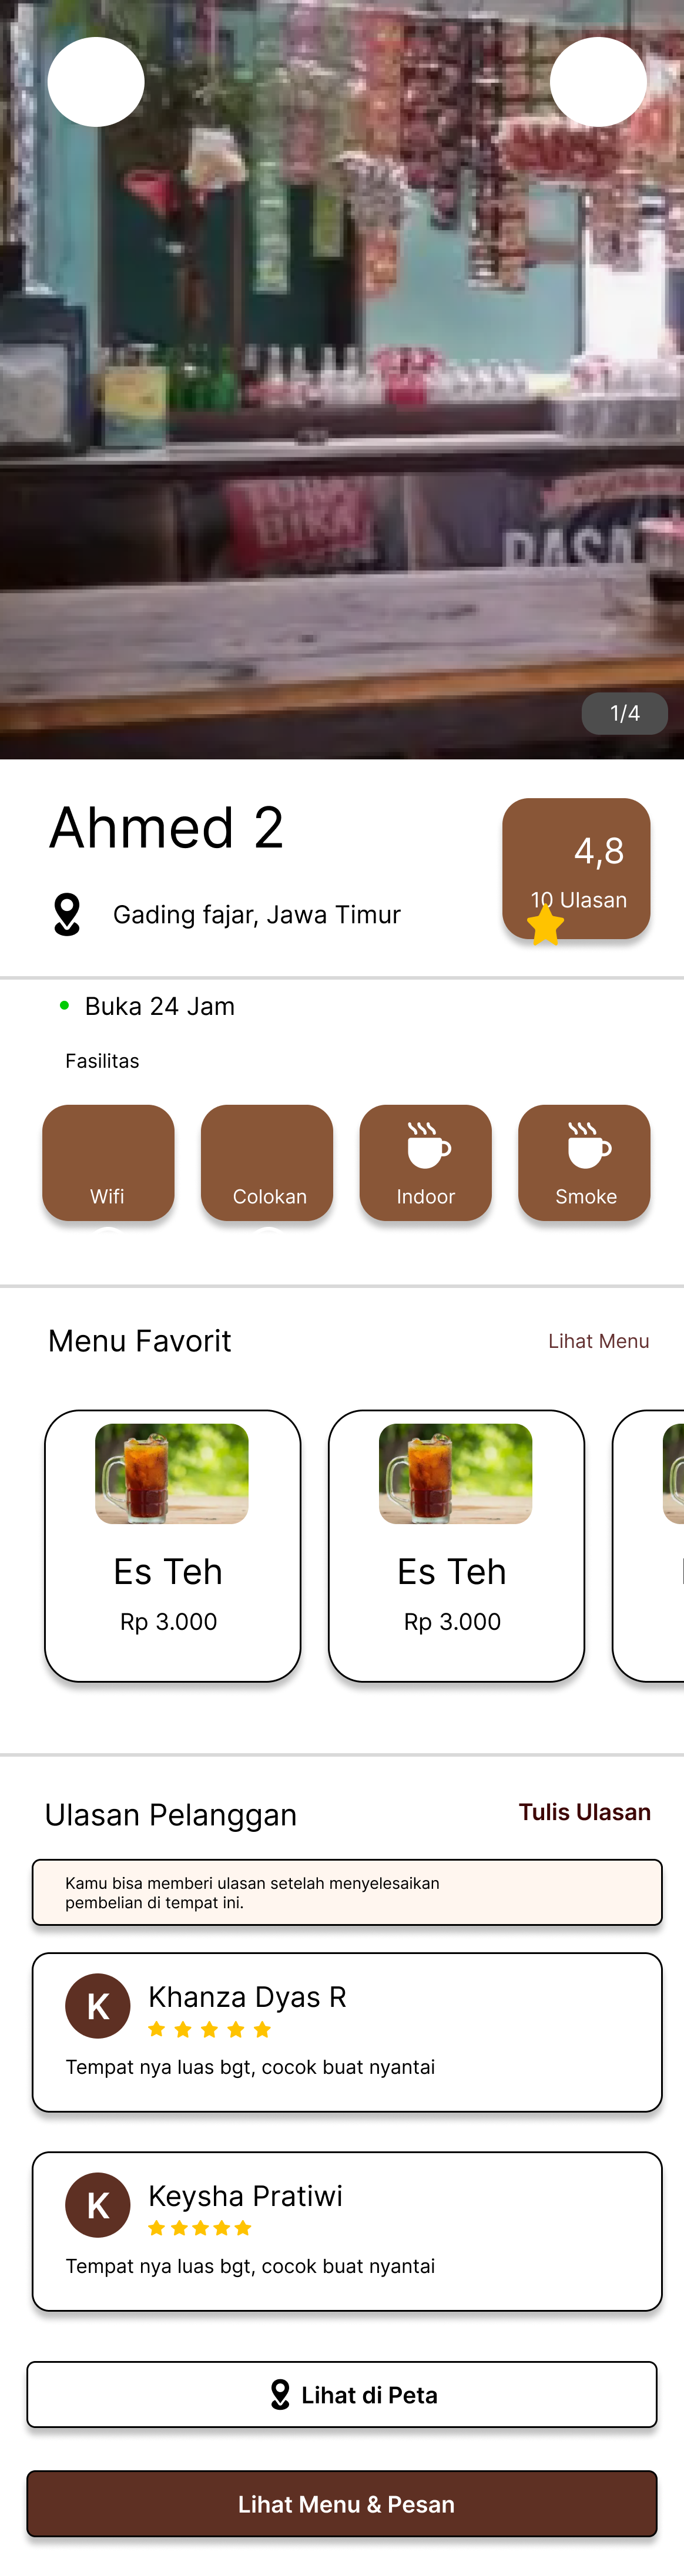 1/4
Ahmed 2
4,8
10 Ulasan
Gading fajar, Jawa Timur
Buka 24 Jam
Fasilitas
Wifi
Colokan
Indoor
Smoke
Menu Favorit
Lihat Menu
Es Teh
Rp 3.000
Es Teh
Rp 3.000
Ulasan Pelanggan
Tulis Ulasan
Kamu bisa memberi ulasan setelah menyelesaikan
pembelian di tempat ini.
K
Khanza Dyas R
Tempat nya luas bgt, cocok buat nyantai
K
Keysha Pratiwi
Tempat nya luas bgt, cocok buat nyantai
Lihat di Peta
Lihat Menu & Pesan